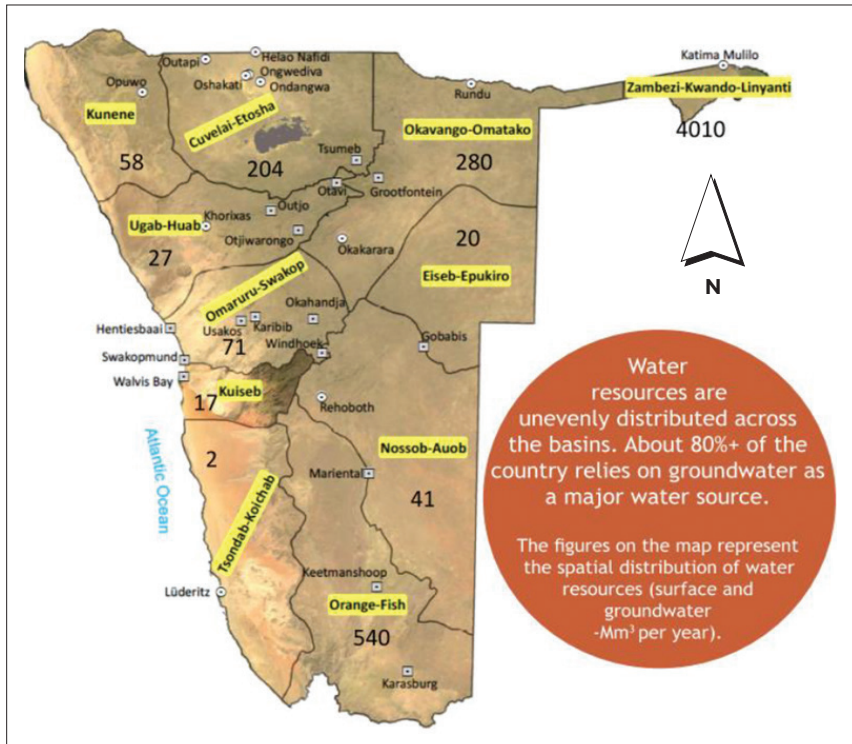 Helao Nafidi
Outapi
Ongwediva
Oshakati
Ondangwa
Katima Mulilo
Opuwo
Rundu
Zambezi-Kwando-Linyanti
Kunene
Cuvelai-Etosha
Okavango-Omatako
4010
58
204
Tsumeb
280
Otavi
Grootfontein
Khorixas
Outjo
Ugab-Huab
Otjiwarongo
Okakarara
20
27
Eiseb-Epukiro
N
Omaruru-Swakop
Okahandja
Hentiesbaai
Usakos
Karibib
71
Gobabis
Windhoek
Swakopmund
Walvis Bay
Kuiseb
17
Rehoboth
Atlantic Ocean
2
Nossob-Auob
Mariental
41
Tsondab-Koichab
Keetmanshoop
Lüderitz
Orange-Fish
540
Karasburg
Water
resources are
unevenly distributed across
the basins. About 80%+ of the
country relies on groundwater as
a major water source.
The figures on the map represent
the spatial distribution of water
resources (surface and
groundwater
-Mm³ per year).